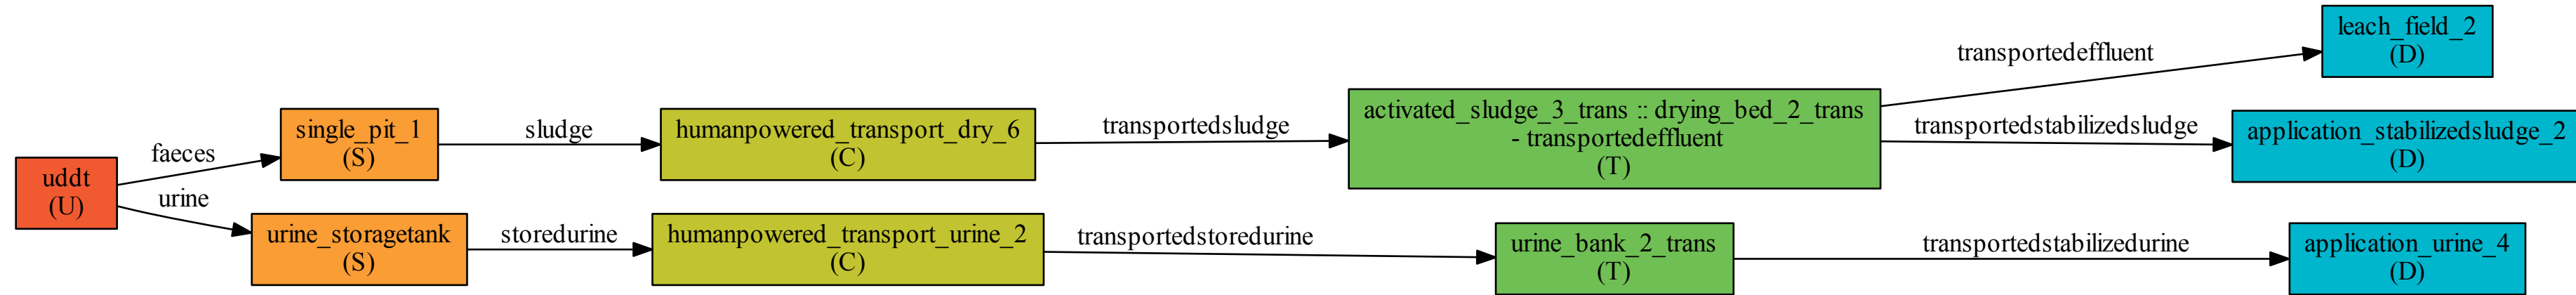 uddt
(U)
faeces
urine
single_pit_1
(S)
urine_storagetank
(S)
sludge
storedurine
humanpowered_transport_dry_6
(C)
humanpowered_transport_urine_2
(C)
transportedsludge
transportedstoredurine
activated_sludge_3_trans :: drying_bed_2_trans
- transportedeffluent
(T)
urine_bank_2_trans
(T)
transportedeffluent
transportedstabilizedsludge
transportedstabilizedurine
leach_field_2
(D)
application_stabilizedsludge_2
(D)
application_urine_4
(D)